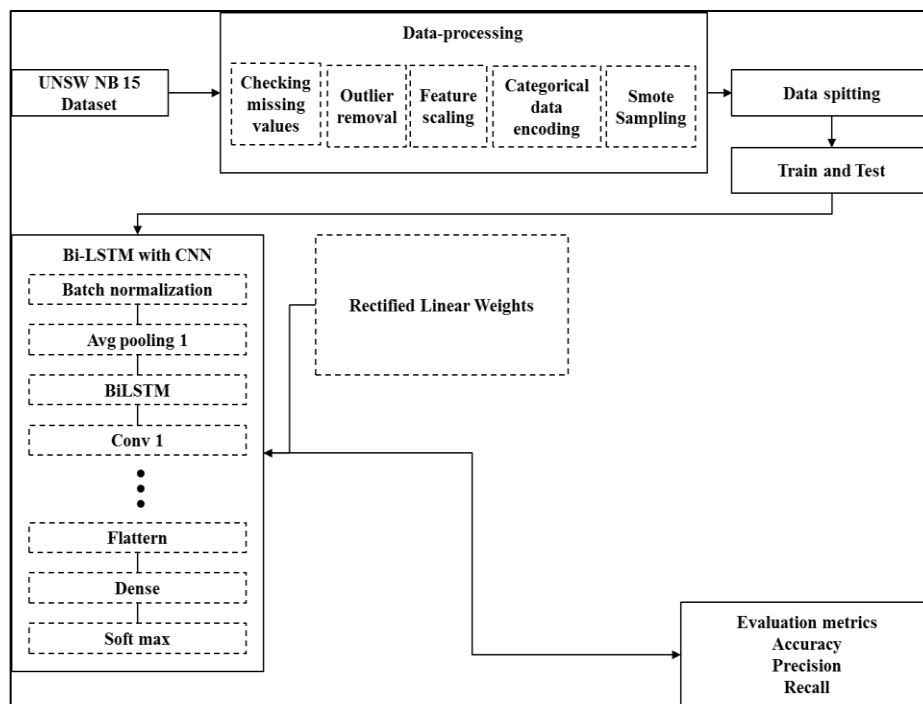 Data-processing
UNSW NB 15
Dataset
Checking
missing
values
Outlier
removal
Feature
scaling
Categorical
data
encoding
Smote
Sampling
Data spitting
Train and Test
Bi-LSTM with CNN
Batch normalization
Avg pooling 1
BiLSTM
Conv 1
Flattern
Dense
Soft max
Rectified Linear Weights
Evaluation metrics
Accuracy
Precision
Recall